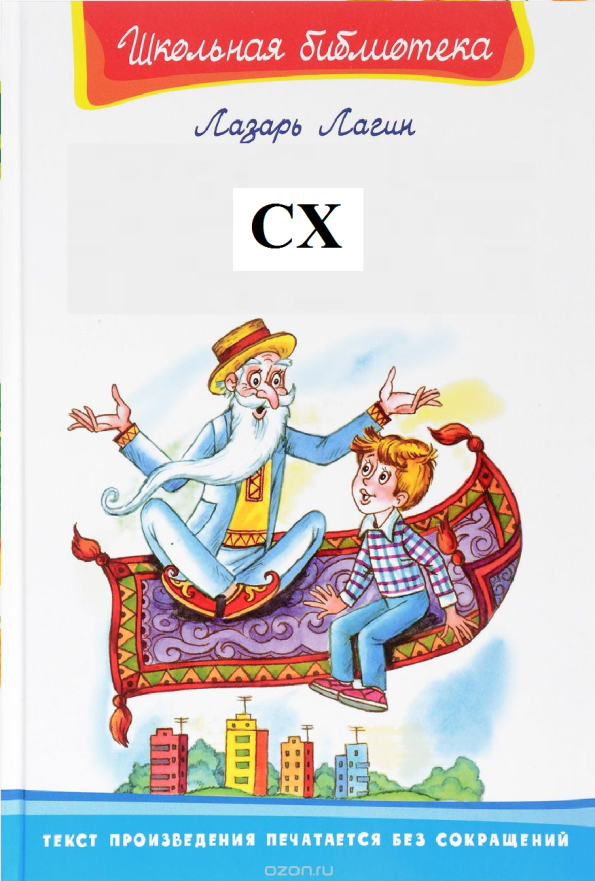 Школьная библиотека
Лазарь Лагин
СХ
ТЕКСТ ПРОИЗВЕДЕНИЯ ПЕЧАТАЕТСЯ БЕЗ СОКРАЩЕНИЙ
ozon.ru